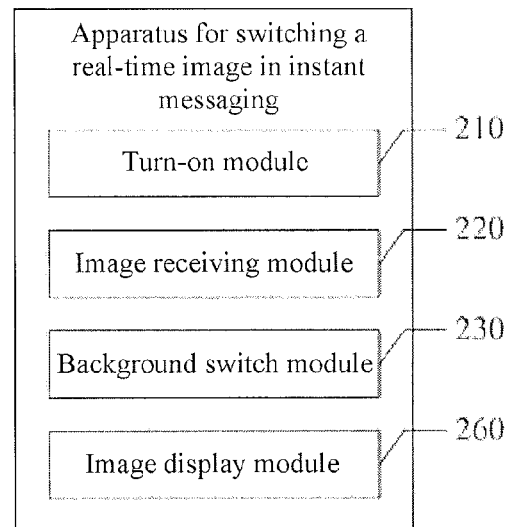 Apparatus for switching a
real-time image in instant
messaging
210
Turn-on module
220
Image receiving module
230
Background switch module
260
Image display module